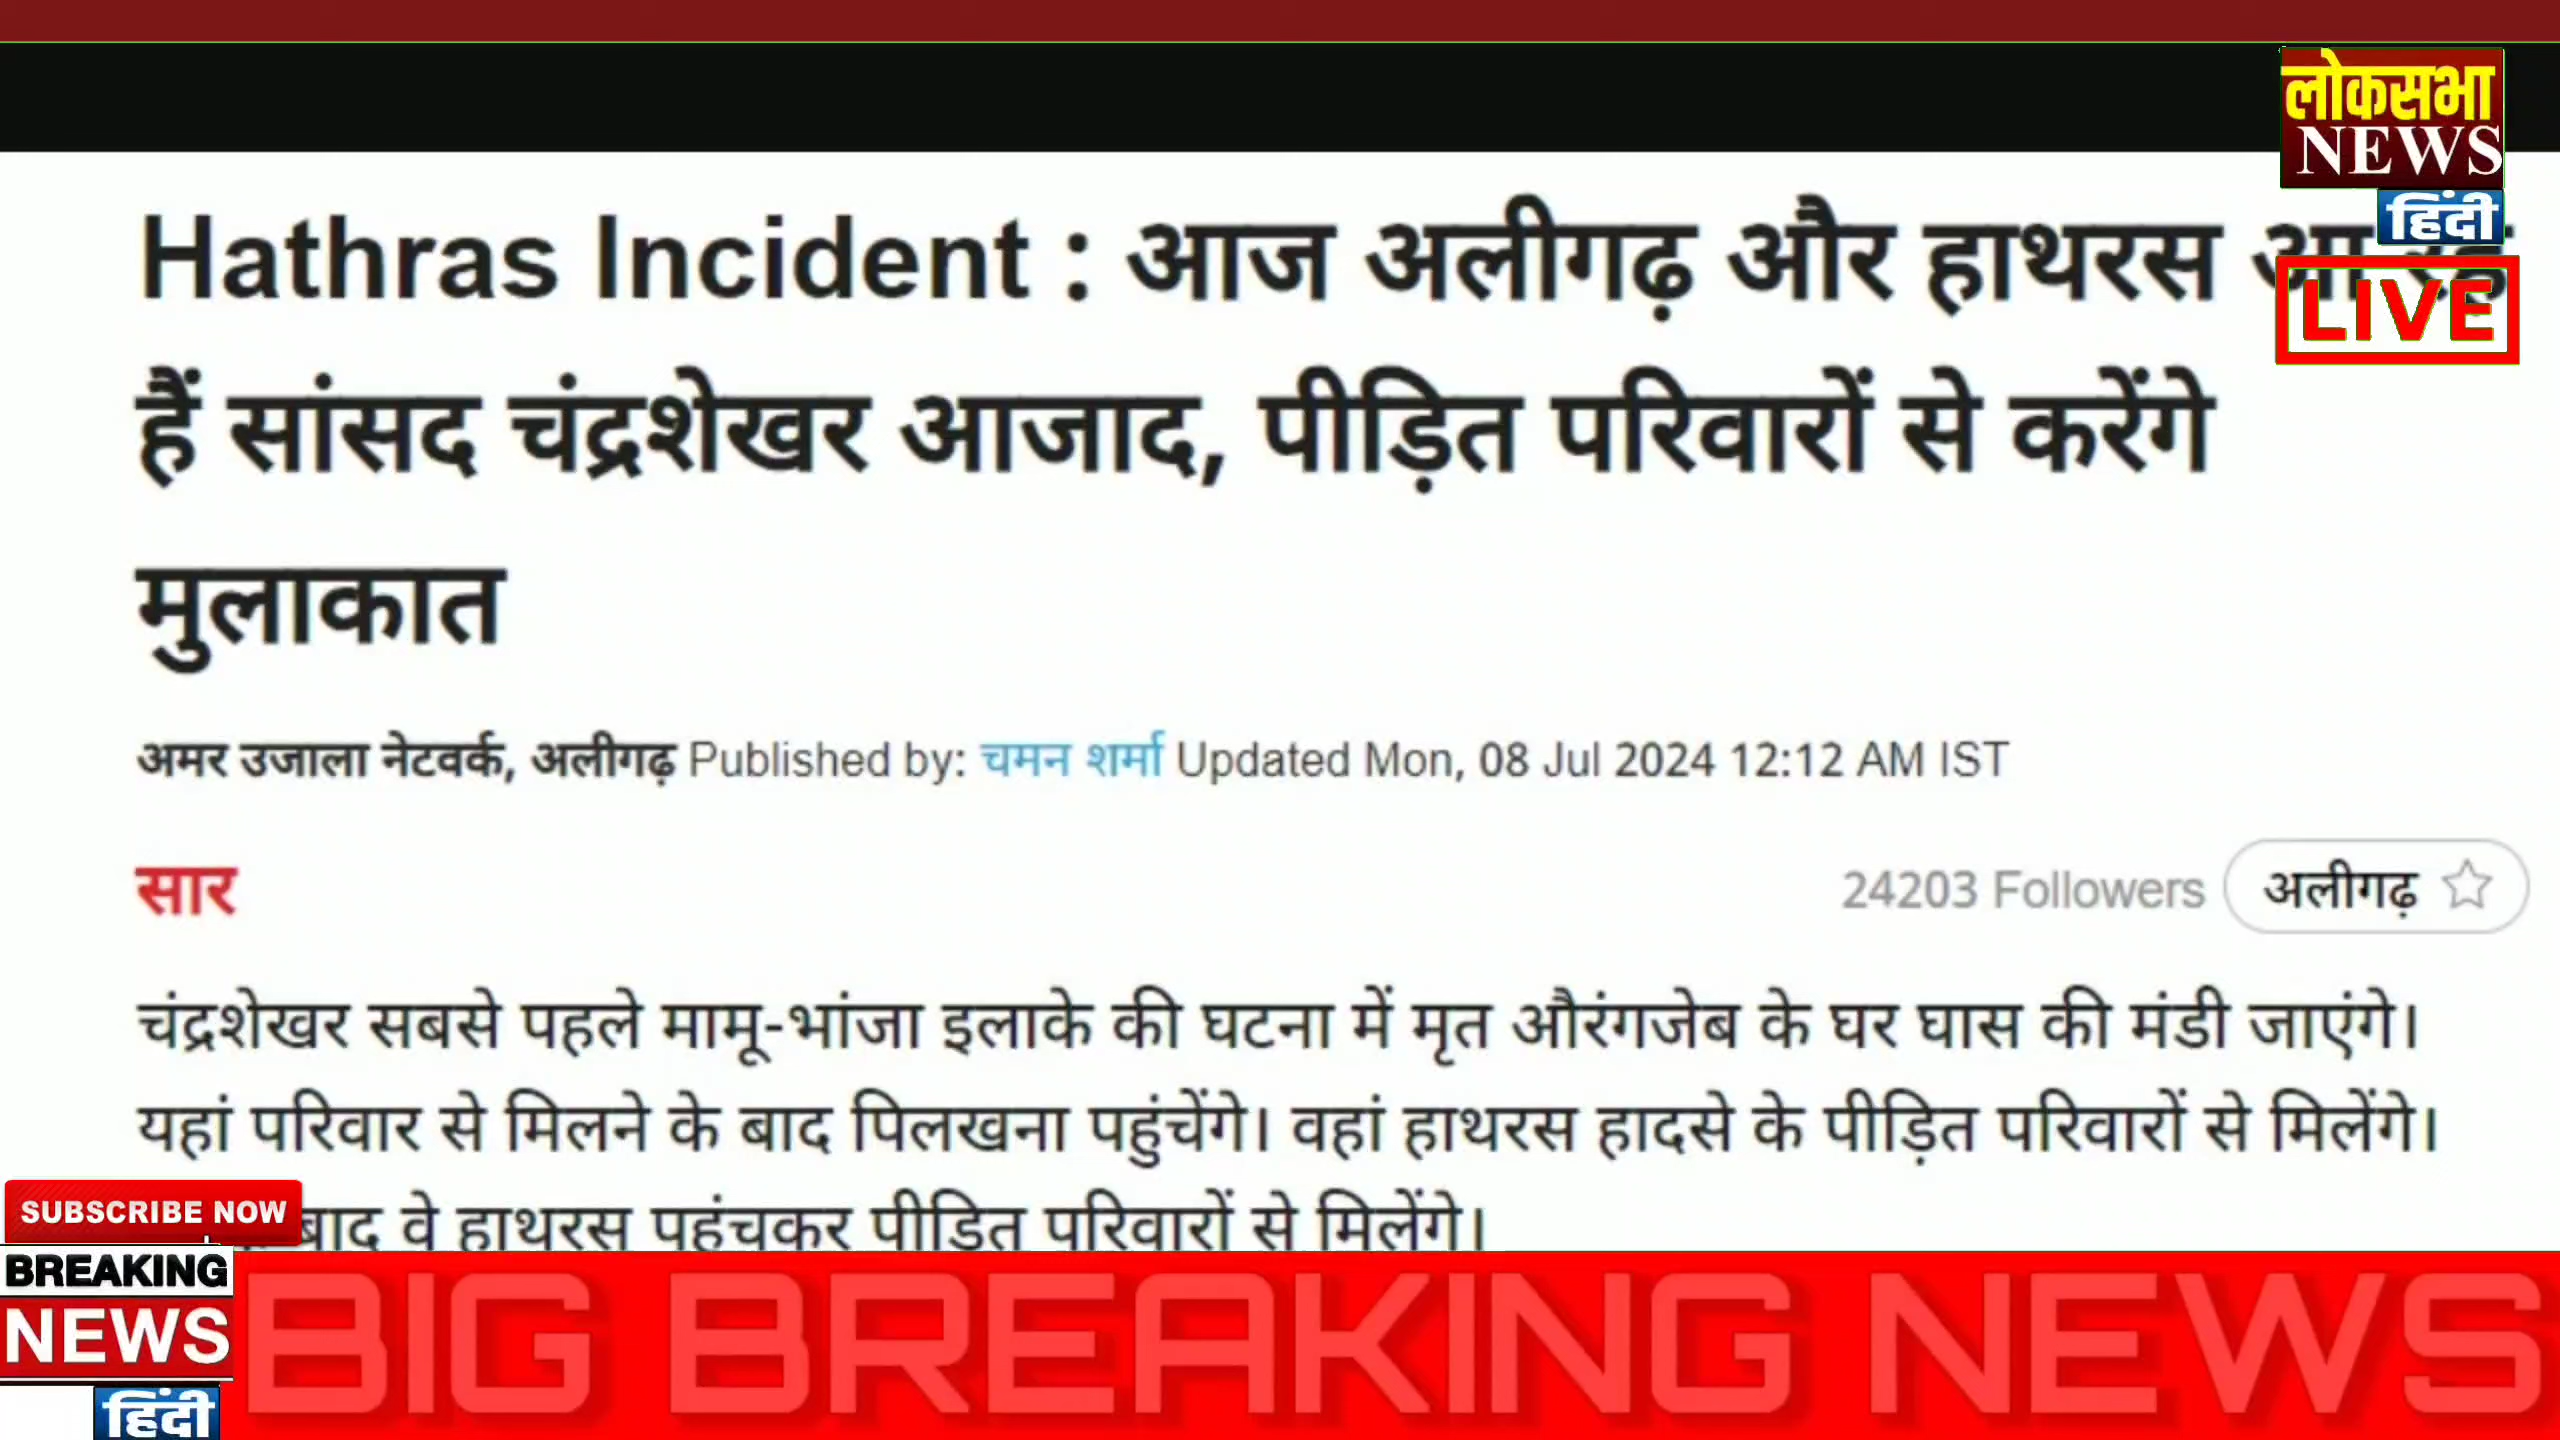 लोकसभा
NEWS
हिंदी
LIVE
Hathras Incident : आज अलीगढ़ और हाथरस आ रहे
हैं सांसद चंद्रशेखर आजाद, पीड़ित परिवारों से करेंगे
मुलाकात
अमर उजाला नेटवर्क, अलीगढ़ Published by: चमन शर्मा Updated Mon, 08 Jul 2024 12:12 AM IST
सार
24203 Followers अलीगढ़
चंद्रशेखर सबसे पहले मामू-भांजा इलाके की घटना में मृत औरंगजेब के घर घास की मंडी जाएंगे।
यहां परिवार से मिलने के बाद पिलखना पहुंचेंगे। वहां हाथरस हादसे के पीड़ित परिवारों से मिलेंगे।
बाद वे हाथरस पहुंचकर पीड़ित परिवारों से मिलेंगे।
SUBSCRIBE NOW
BREAKING
NEWS
हिंदी
BIG BREAKING NEWS